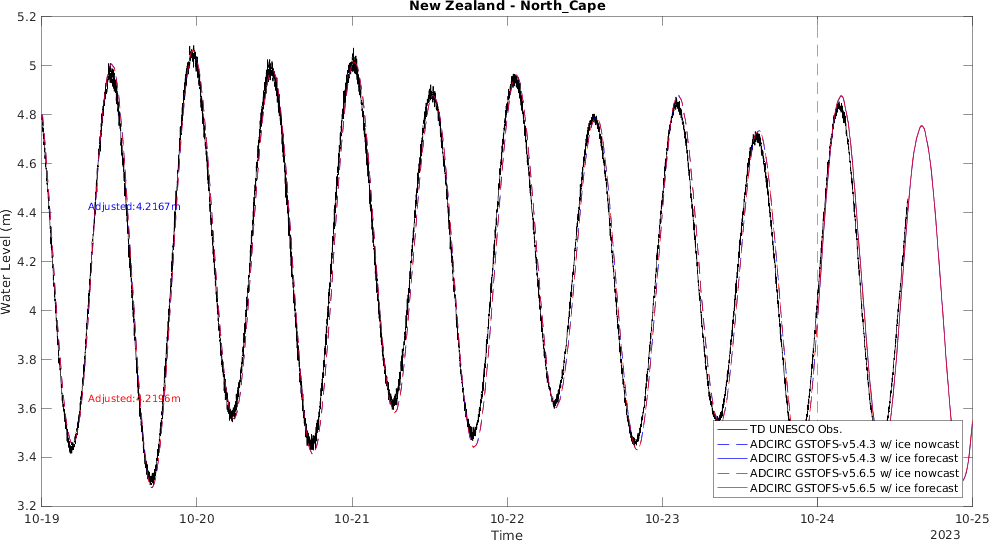 New Zealand - North_Cape
5.2
5
4.8
4.6
4.4
4.2
4
3.8
3.6
3.4
3.2
Water Level (m)
Adjusted:4.2167m
Adjusted:4.2196m
TD UNESCO Obs.
ADCIRC GSTOFS-v5.4.3 w/ ice nowcast
ADCIRC GSTOFS-v5.4.3 w/ ice forecast
ADCIRC GSTOFS-v5.6.5 w/ ice nowcast
ADCIRC GSTOFS-v5.6.5 w/ ice forecast
10-19 10-20 10-21 10-22 10-23 10-24 10-25
Time
2023